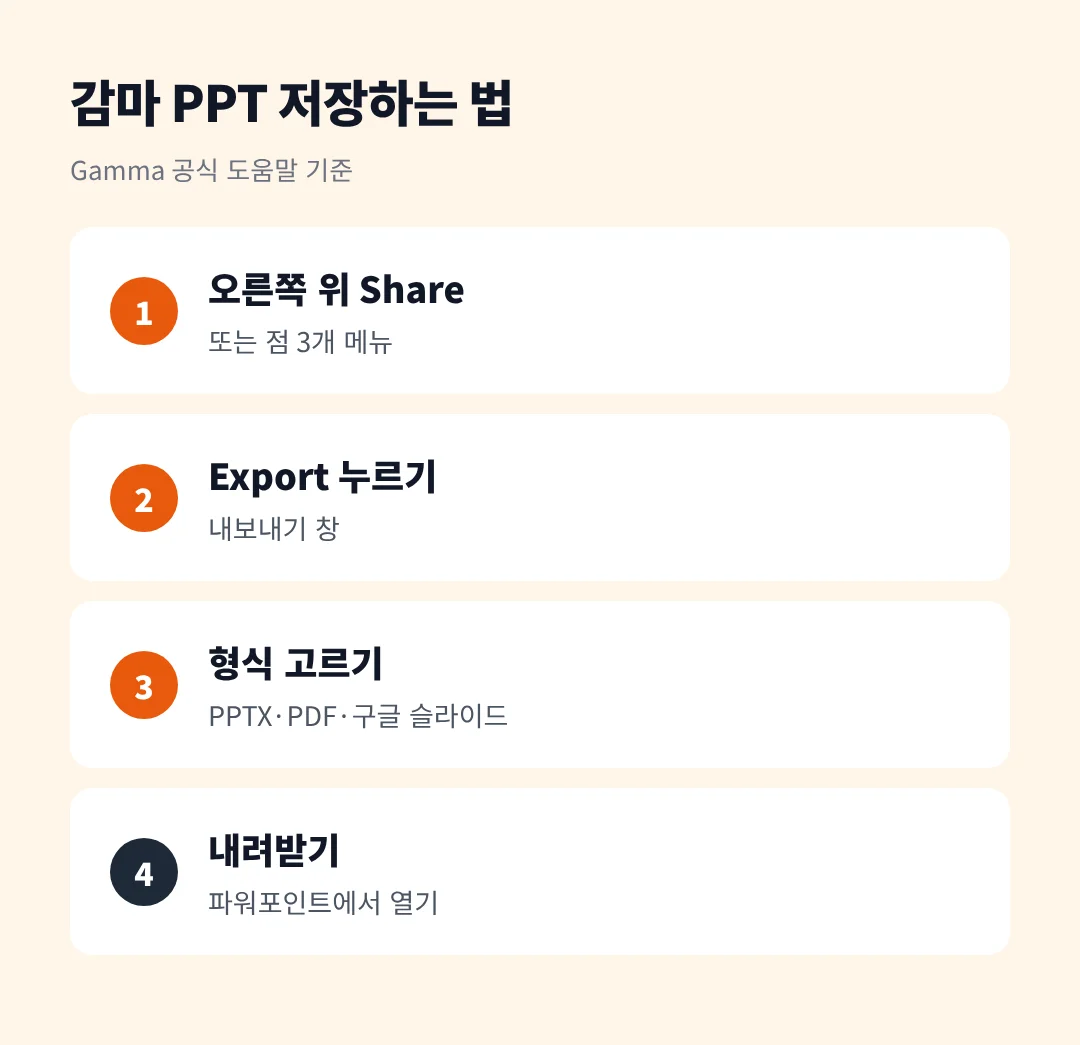 감마 PPT 저장하는 법
Gamma 공식 도움말 기준
1
오른쪽 위 Share
또는 점 3개 메뉴
2
Export 누르기
내보내기 창
3
형식 고르기
PPTX·PDF·구글 슬라이드
4
내려받기
파워포인트에서 열기